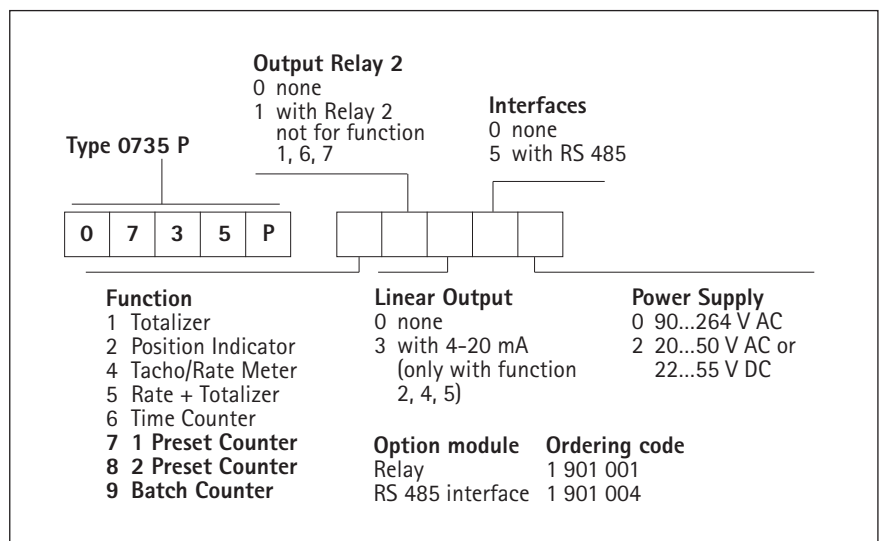 Output Relay 2
0 none
1 with Relay 2
not for function
1, 6, 7
Interfaces
0 none
5 with RS 485
Type 0735 P
0 7 3 5 P
Function
1 Totalizer
2 Position Indicator
4 Tacho/Rate Meter
5 Rate + Totalizer
6 Time Counter
7 1 Preset Counter
8 2 Preset Counter
9 Batch Counter
Linear Output
0 none
3 with 4-20 mA
(only with function
2, 4, 5)
Power Supply
0 90...264 V AC
2 20...50 V AC or
22...55 V DC
Option module Ordering code
Relay 1 901 001
RS 485 interface 1 901 004